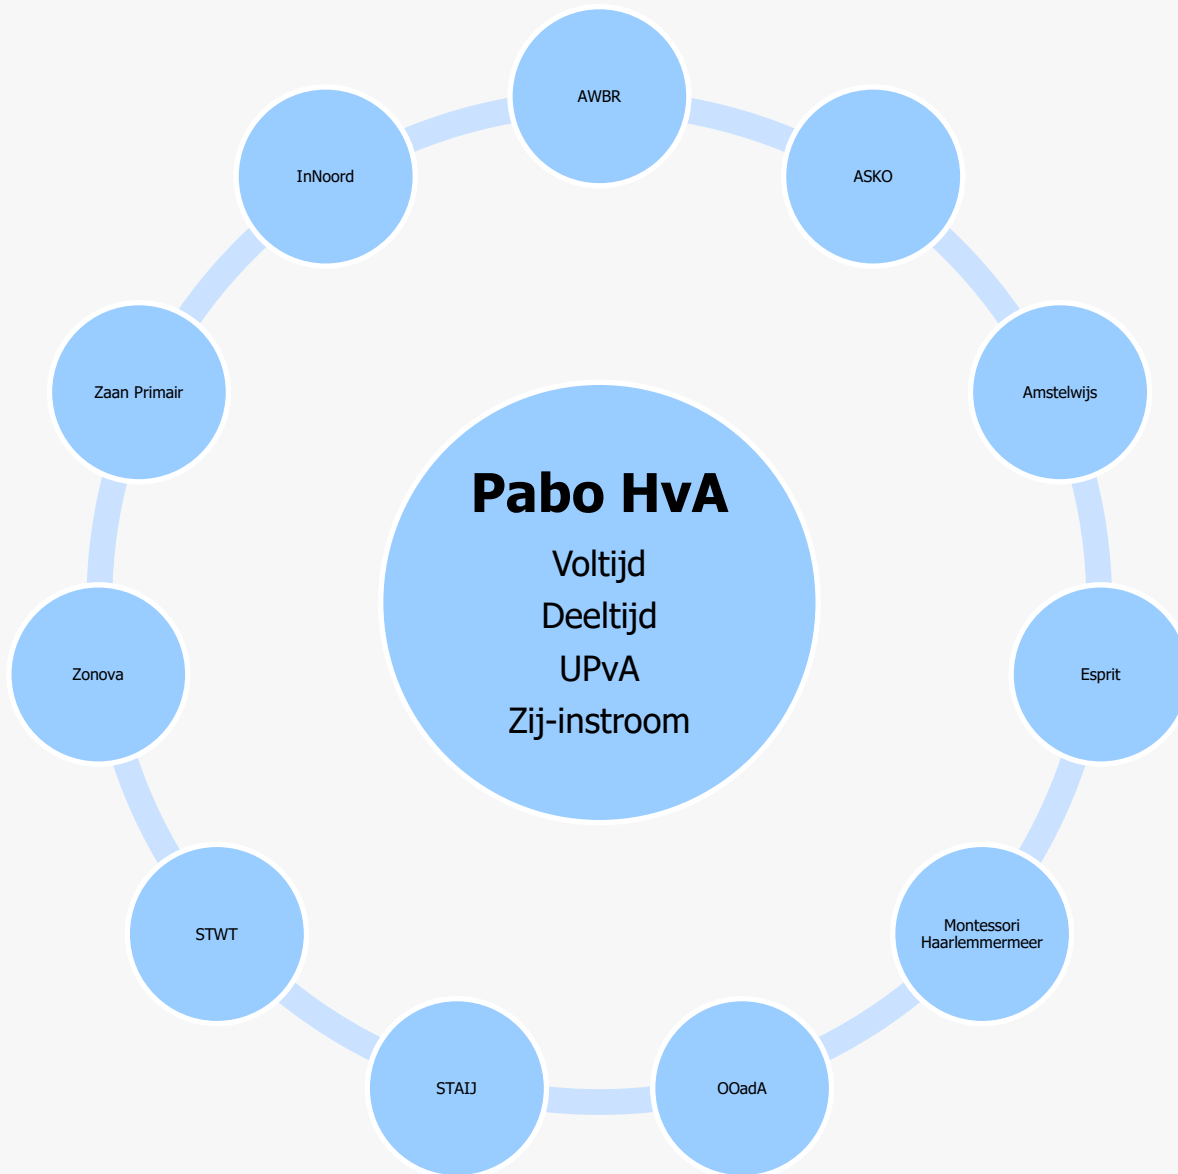 AWBR
ASKO
Amstelwijs
Esprit
Montessori
Haarlemmermeer
OOadA
STAIJ
STWT
Zonova
Zaan Primair
InNoord
Pabo HvA
Voltijd
Deeltijd
UPvA
Zij-instroom